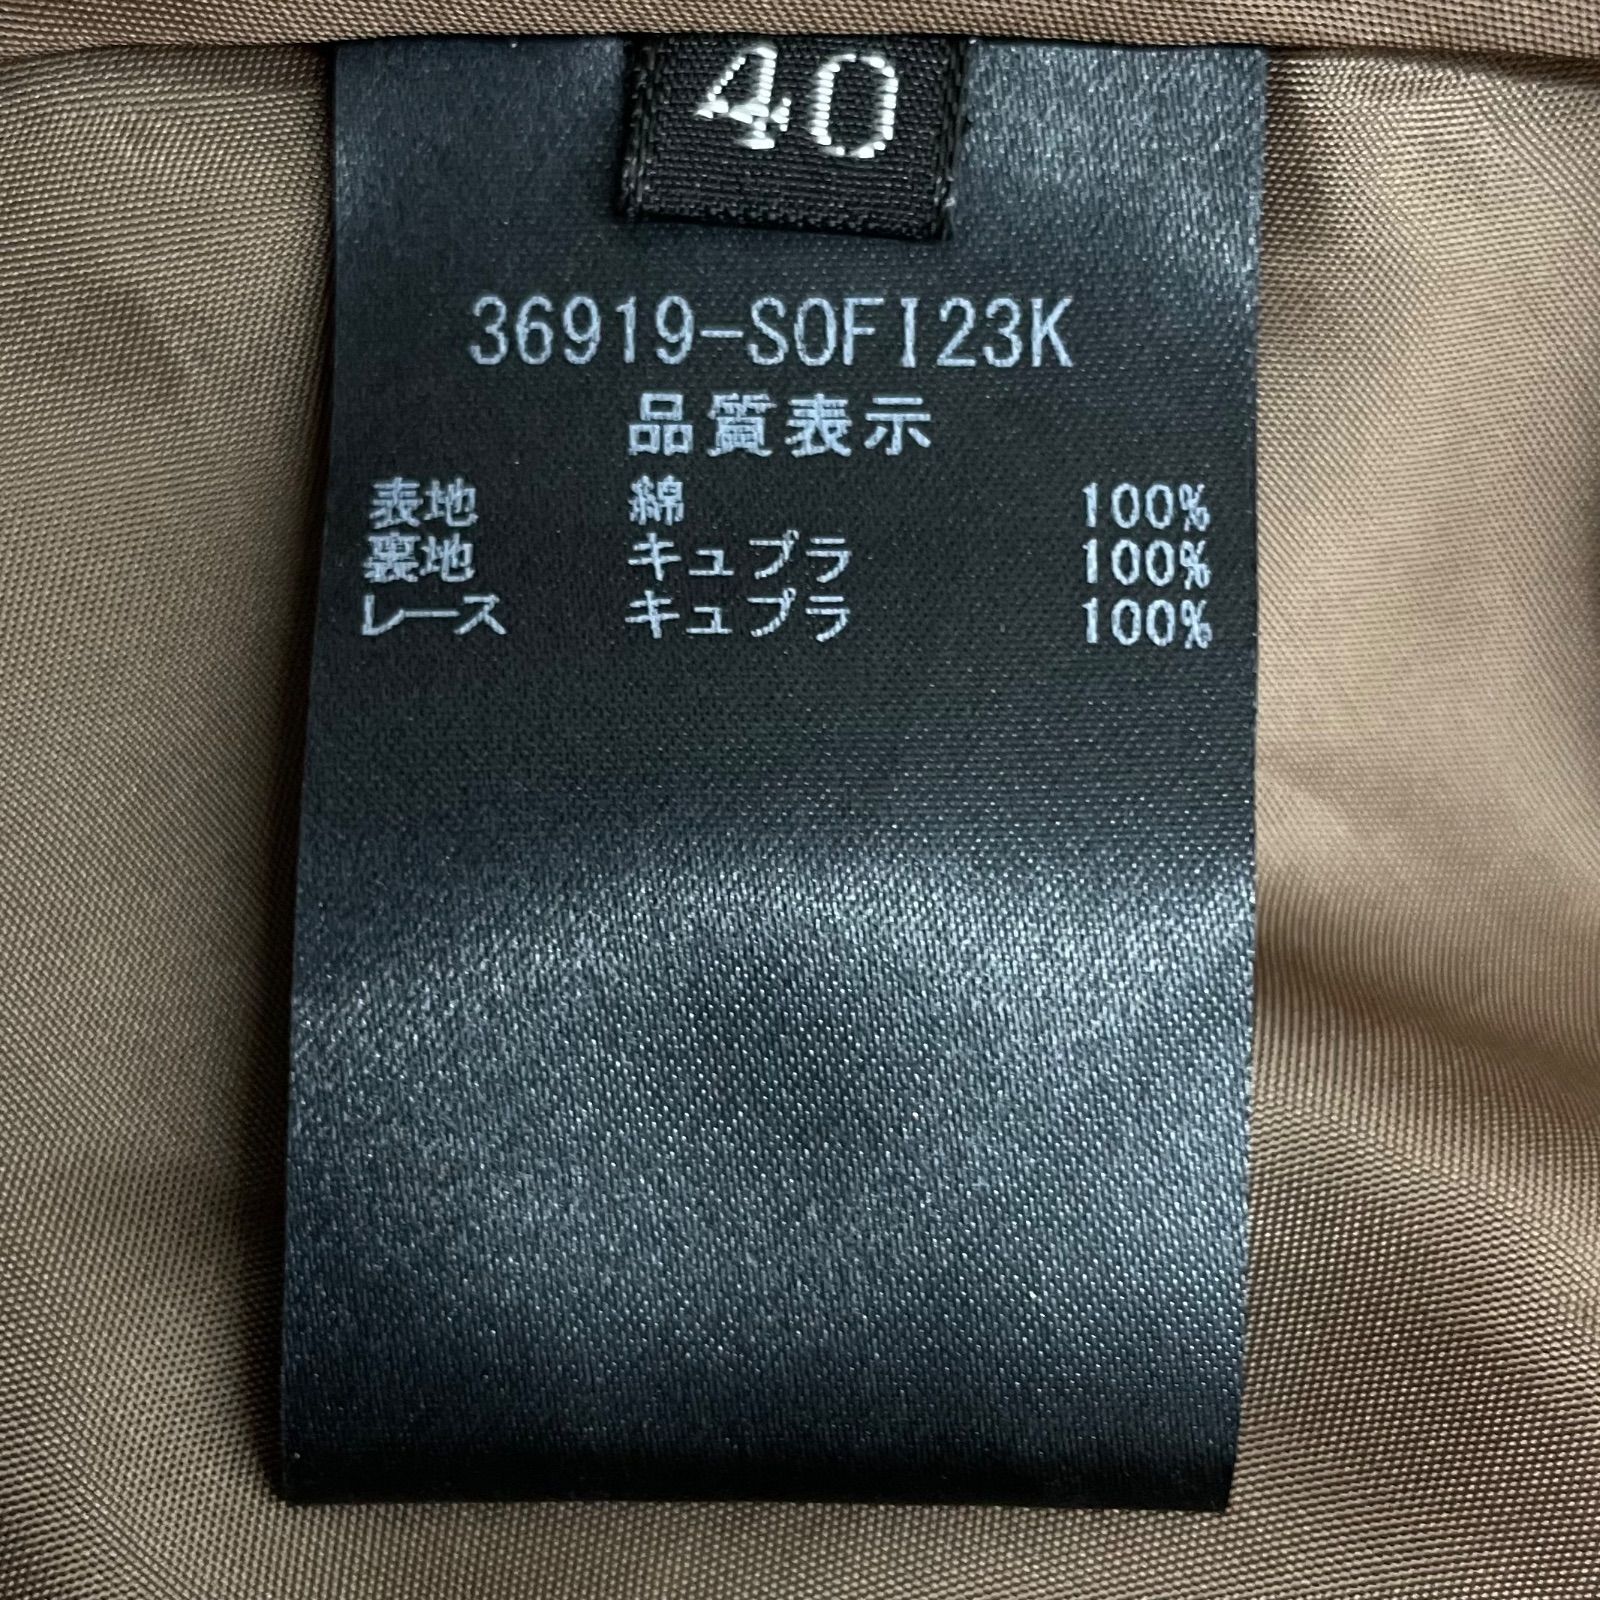 40
36919-SOFI23K
品質表示
表地 綿 100%
裏地 キュプラ 100%
レース キュプラ 100%